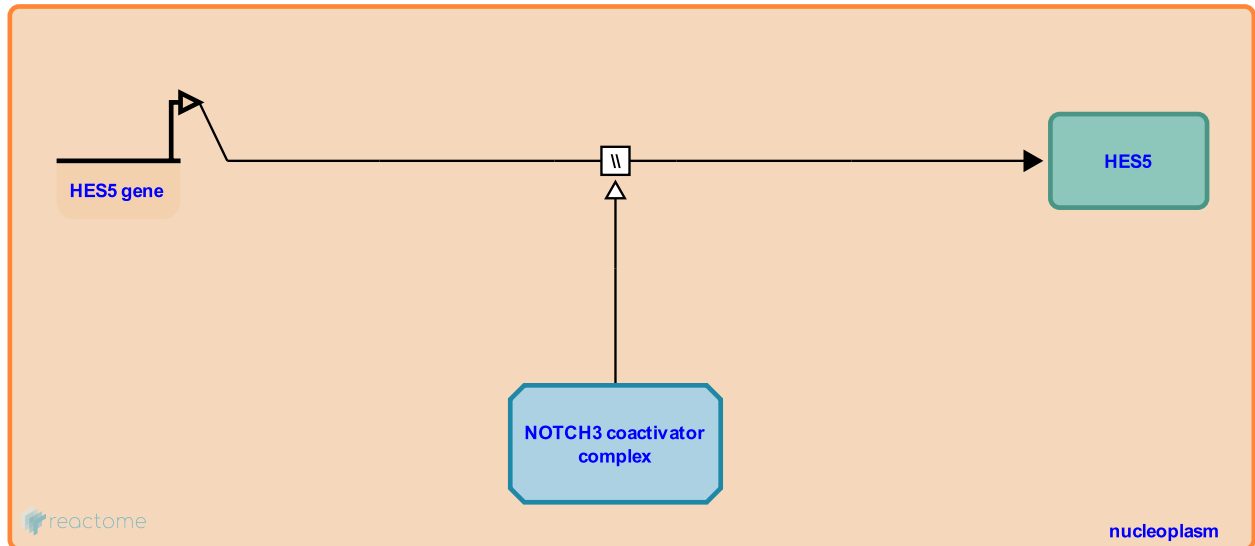 HES5 gene
\\
HES5
NOTCH3 coactivator
complex
reactome
nucleoplasm